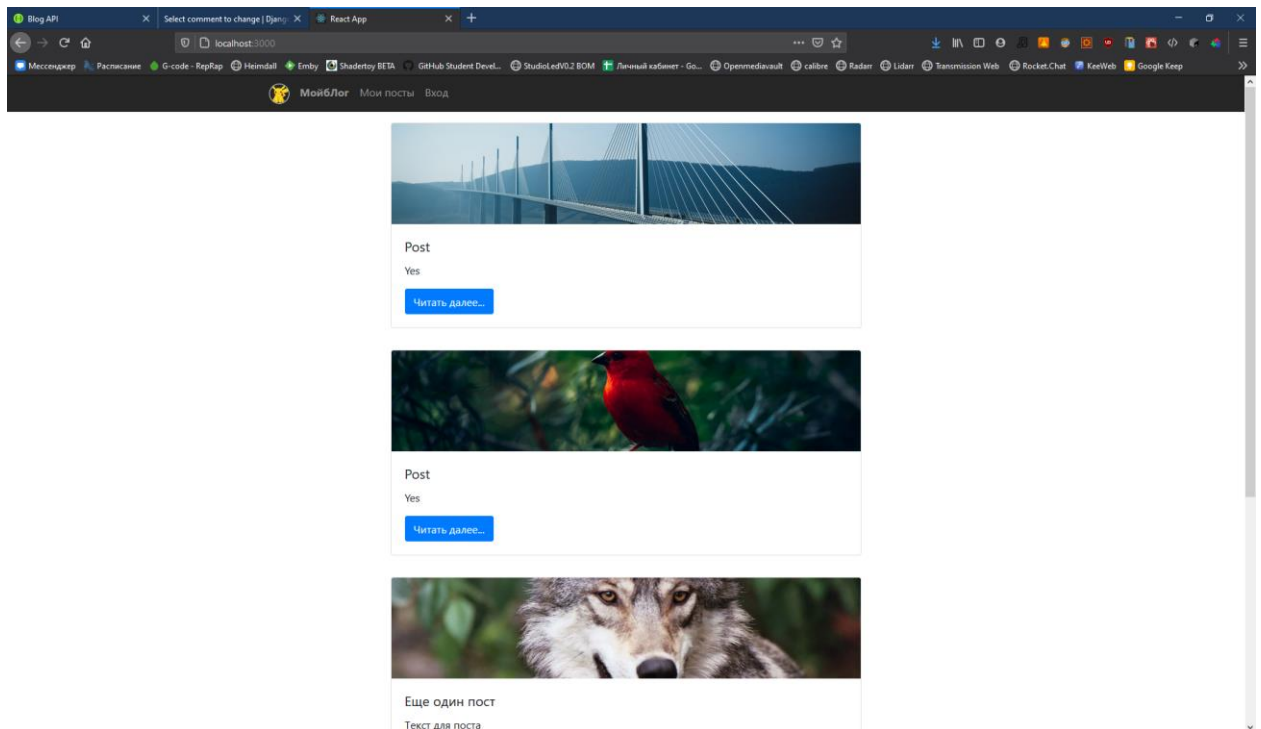 Blog API
Select comment to change | Djang
React App
localhost:3000
Мессенджер Расписание G-code - RepRap Heimdall Emby Shadertoy BETA GitHub Student Devel... StudioLedV0.2 BOM Личный кабинет - Go... Openmediavault calibre Radarr Lidarr Transmission Web Rocket.Chat KeeWeb Google Keep
Мойблог Мои посты Вход
Post
Yes
Читать далее...
Post
Yes
Читать далее...
Еще один пост
Текст для поста